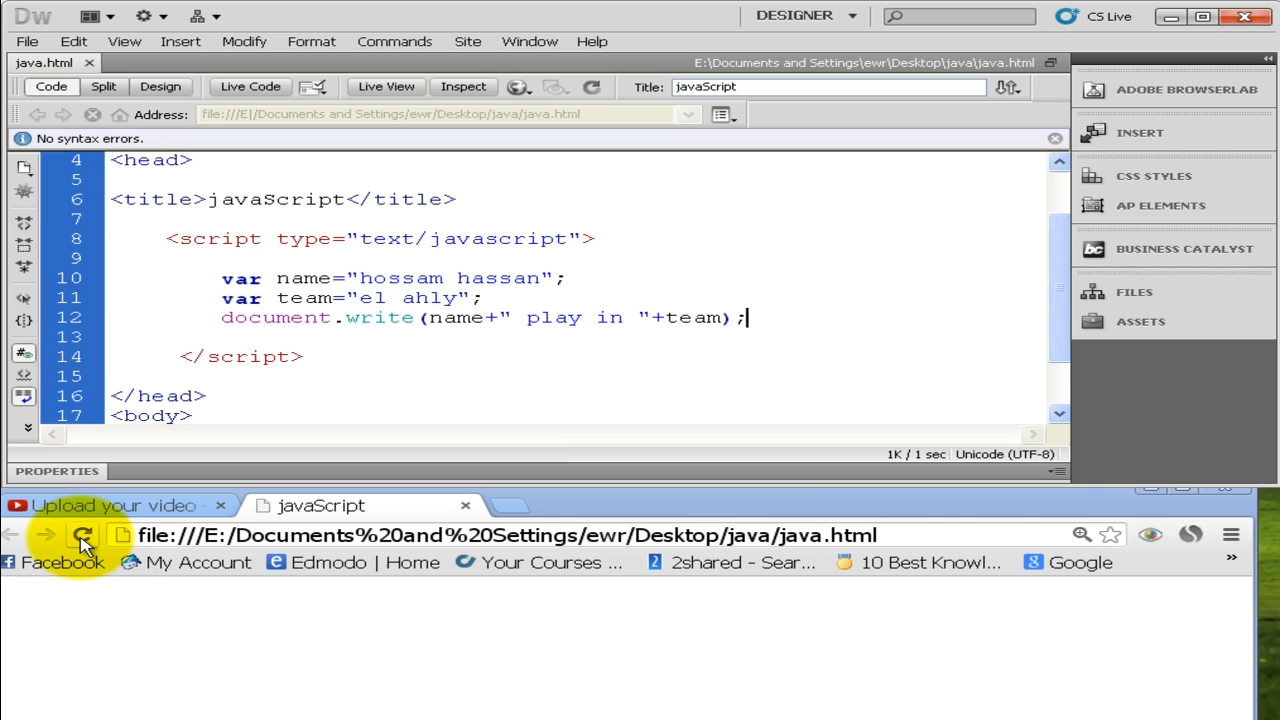 Dw DESIGNER CS Live
File Edit View Insert Modify Format Commands Site Window Help
java.html E:\Documents and Settings\ewr\Desktop\java\java.html
Code Split Design Live Code Live View Inspect Title: javaScript
Address: file:///E|/Documents and Settings/ewr/Desktop/java/java.html
No syntax errors.
4 <head>
5
6 <title>javaScript</title>
7
8 <script type="text/javascript">
9
10 var name="hossam hassan";
11 var team="el ahly";
12 document.write(name+" play in "+team);
13
14 </script>
15
16 </head>
17 <body>
1K / 1 sec Unicode (UTF-8)
PROPERTIES
ADOBE BROWSERLAB
INSERT
CSS STYLES
AP ELEMENTS
bc BUSINESS CATALYST
FILES
ASSETS
Upload your video javaScript
file:///E:/Documents%20and%20Settings/ewr/Desktop/java/java.html
Facebook My Account Edmodo | Home Your Courses ... 2shared - Sear... 10 Best Knowl... Google »